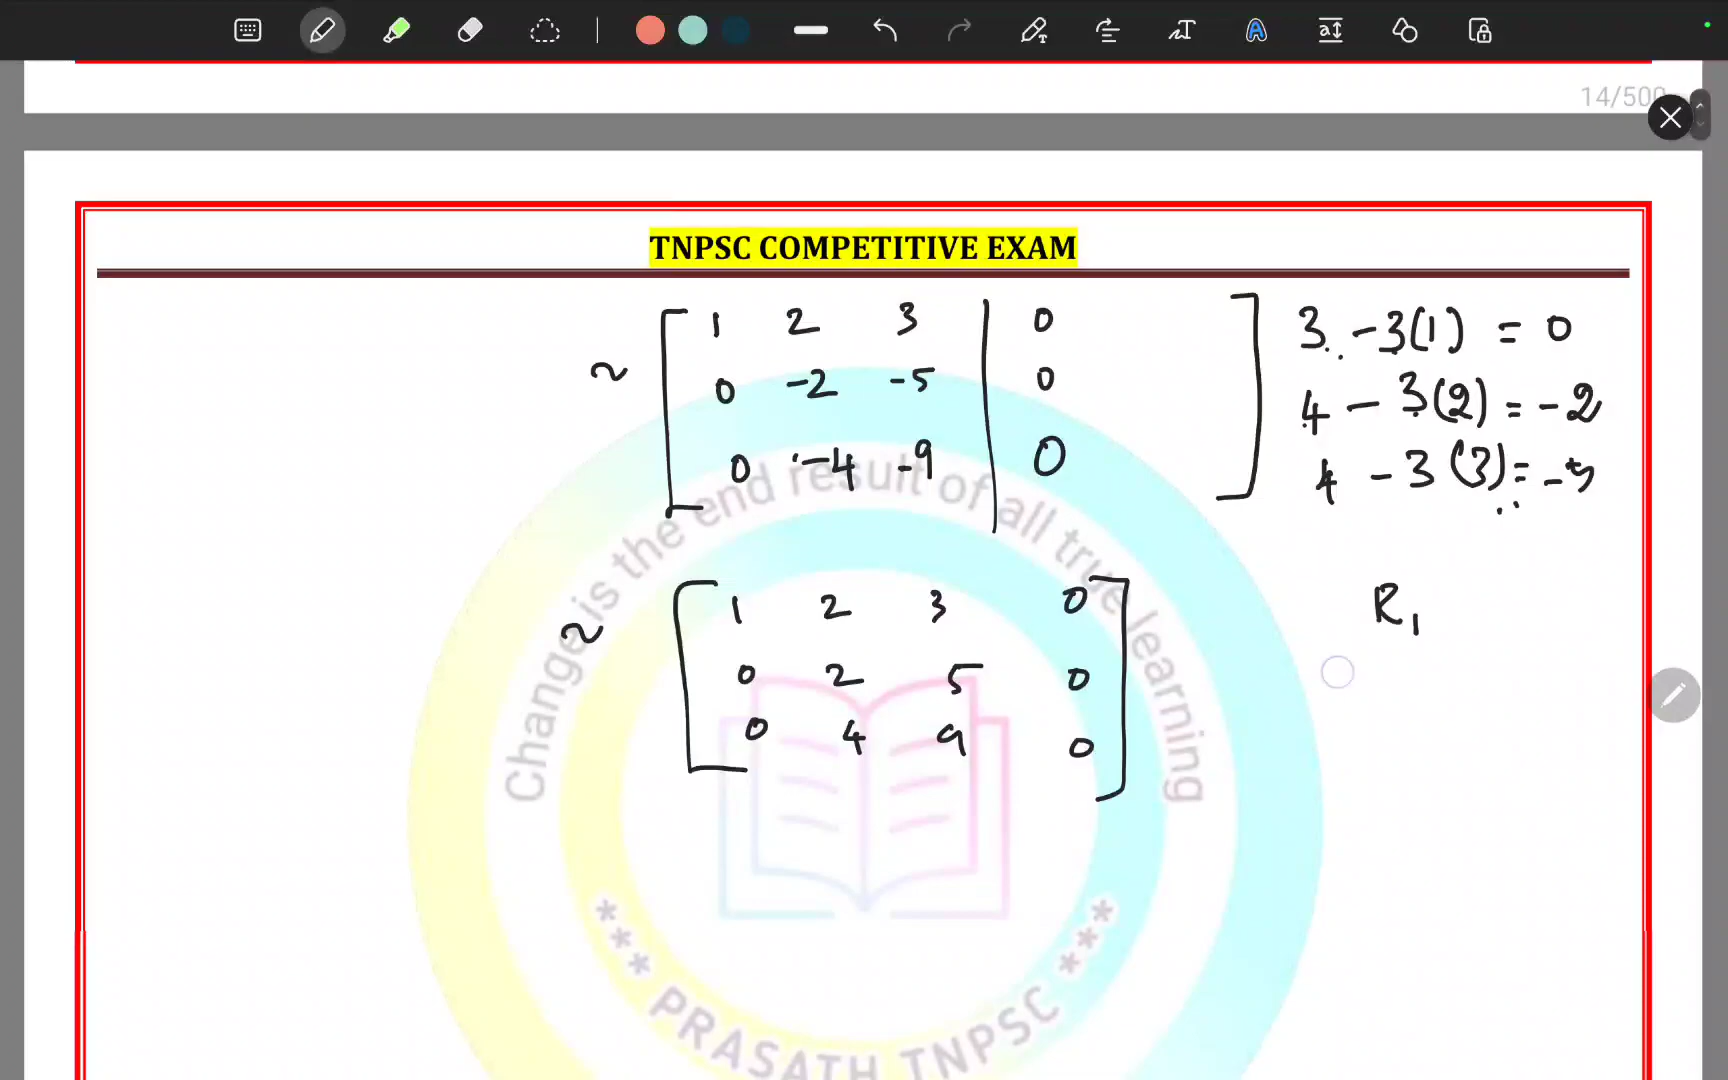 14/500
TNPSC COMPETITIVE EXAM
~ [ 1 2 3 | 0 ] 3 - 3(1) = 0
0 -2 -5 | 0 4 - 3(2) = -2
0 -4 -9 | 0 4 - 3(3) = -5
~ [ 1 2 3 0 ] R₁
0 2 5 0
0 4 9 0
Change is the end result of all true learning
**** PRASATH TNPSC ****